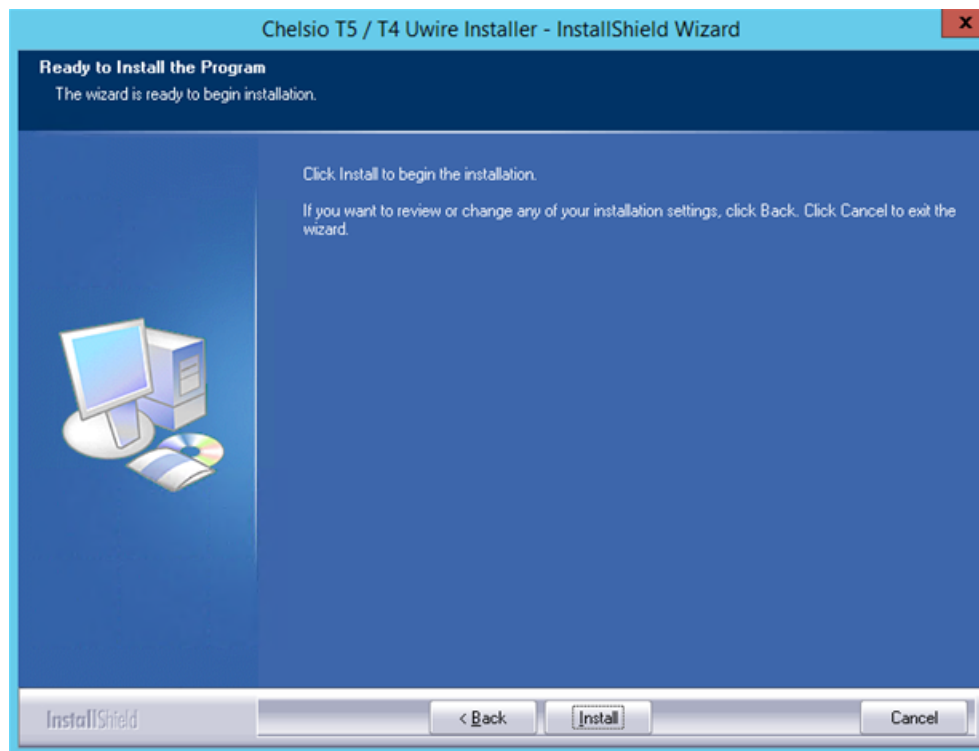 Chelsio T5 / T4 Uwire Installer - InstallShield Wizard
x
Ready to Install the Program
The wizard is ready to begin installation.
Click Install to begin the installation.
If you want to review or change any of your installation settings, click Back. Click Cancel to exit the
wizard.
InstallShield
< Back
Install
Cancel